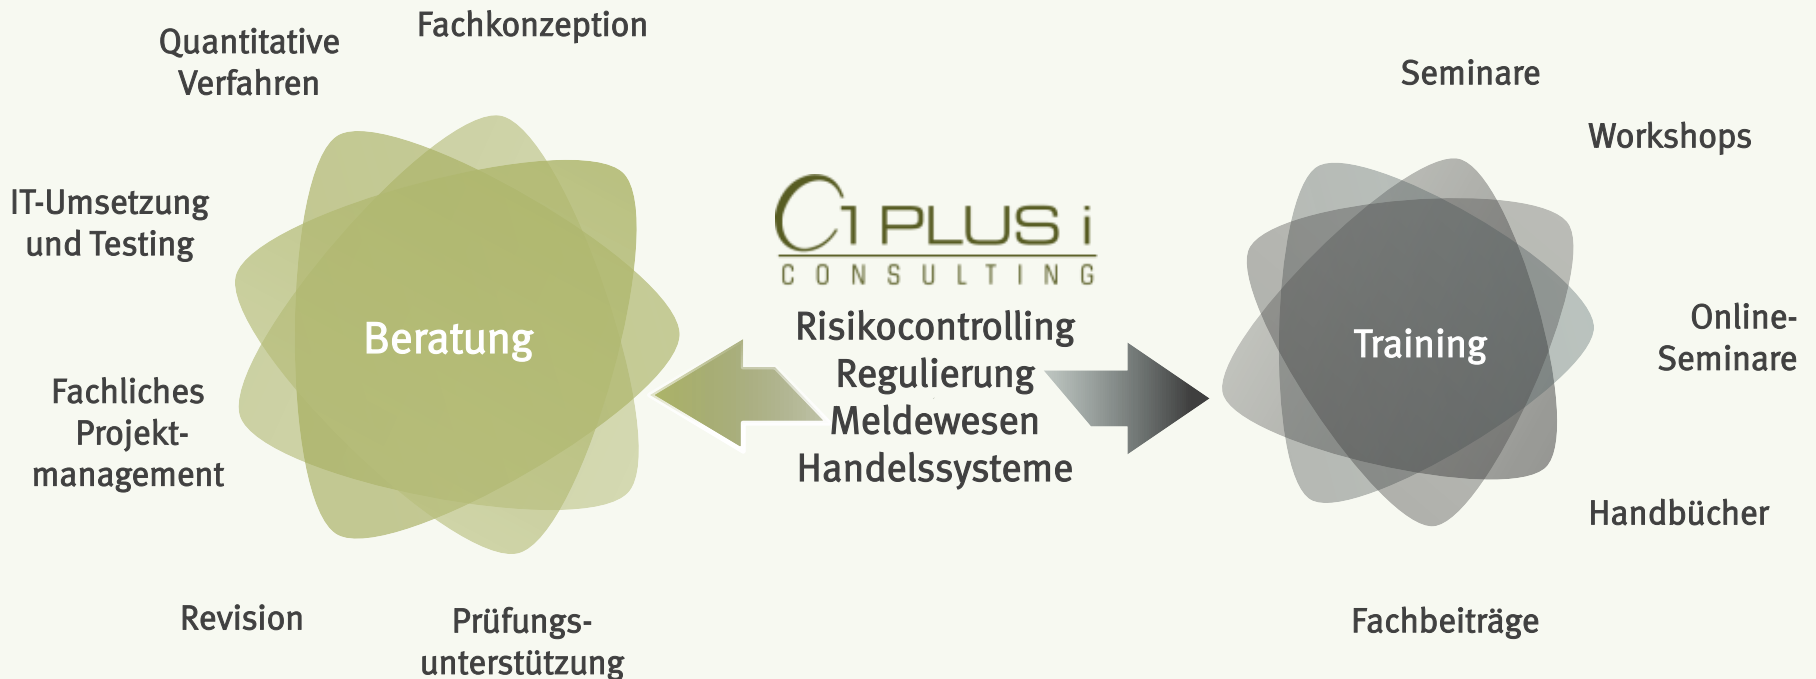 Fachkonzeption
Quantitative
Verfahren
IT-Umsetzung
und Testing
Beratung
Fachliches
Projekt-
management
Revision
Prüfungs-
unterstützung
1 PLUS i
CONSULTING
Risikocontrolling
Regulierung
Meldewesen
Handelssysteme
Seminare
Workshops
Training
Online-
Seminare
Handbücher
Fachbeiträge